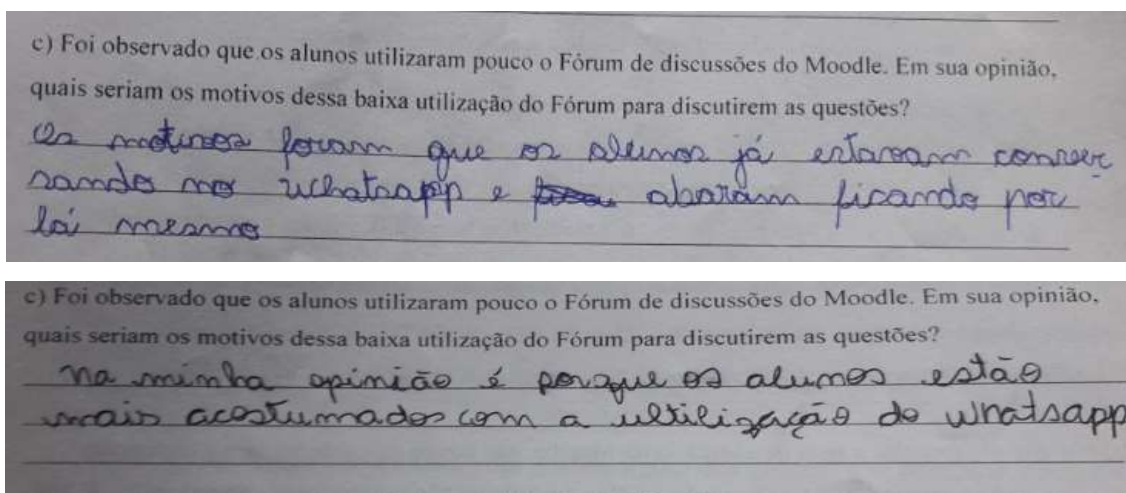 c) Foi observado que os alunos utilizaram pouco o Fórum de discussões do Moodle. Em sua opinião,
quais seriam os motivos dessa baixa utilização do Fórum para discutirem as questões?
Os motivos foram que os alunos já estavam conver
sando no whatsapp e abaram ficando por
lá mesmo
c) Foi observado que os alunos utilizaram pouco o Fórum de discussões do Moodle. Em sua opinião,
quais seriam os motivos dessa baixa utilização do Fórum para discutirem as questões?
na minha opinião é porque os alunos estão
mais acostumados com a ultilização do whatsapp